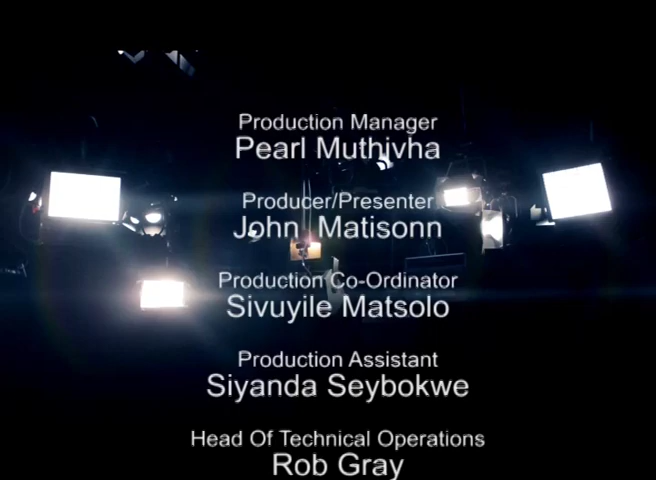 Production Manager
Pearl Muthivha
Producer/Presenter
John Matisonn
Production Co-Ordinator
Sivuyile Matsolo
Production Assistant
Siyanda Seybokwe
Head Of Technical Operations
Rob Gray